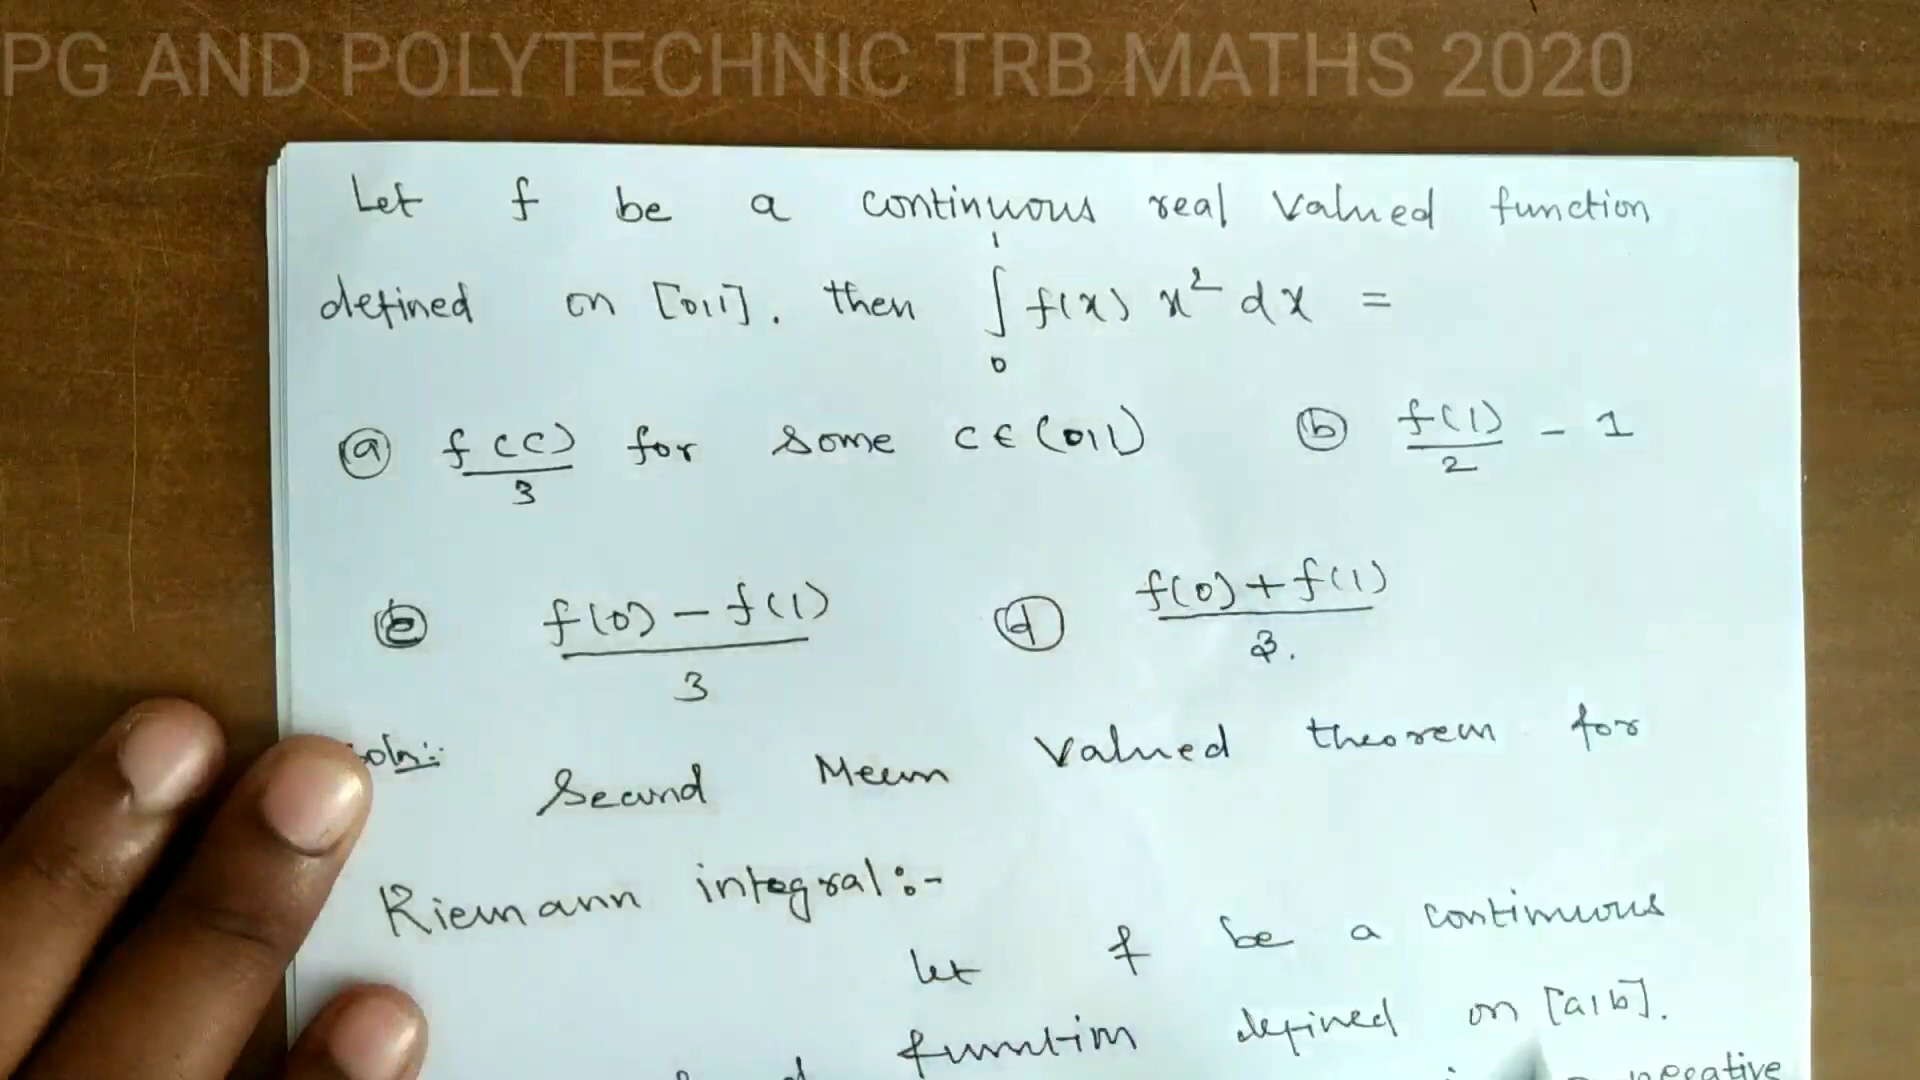 PG AND POLYTECHNIC TRB MATHS 2020
Let f be a continuous real valued function
defined on [0,1]. then ∫₀¹ f(x) x² dx =
ⓐ f(c)/3 for some c ∈ (0,1) ⓑ f(1)/2 - 1
ⓒ f(0) - f(1)/3 ⓓ f(0) + f(1)/3.
Soln:-
Second Mean Valued theorem for
Riemann integral:-
Let f be a continuous
function defined on [a,b].
negative